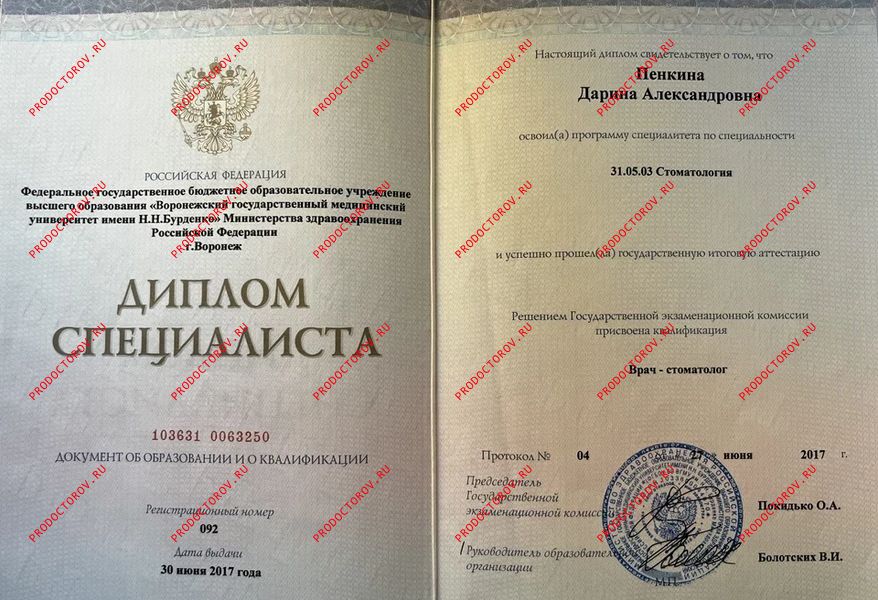 РОССИЙСКАЯ ФЕДЕРАЦИЯ
Федеральное государственное бюджетное образовательное учреждение
высшего образования «Воронежский государственный медицинский
университет имени Н.Н.Бурденко» Министерства здравоохранения
Российской Федерации
г.Воронеж
ДИПЛОМ
СПЕЦИАЛИСТА
103631 0063250
ДОКУМЕНТ ОБ ОБРАЗОВАНИИ И О КВАЛИФИКАЦИИ
Регистрационный номер
092
Дата выдачи
30 июня 2017 года
Настоящий диплом свидетельствует о том, что
Пенкина
Дарина Александровна
освоил(а) программу специалитета по специальности
31.05.03 Стоматология
и успешно прошел(ла) государственную итоговую аттестацию
Решением Государственной экзаменационной комиссии
присвоена квалификация
Врач - стоматолог
Протокол № 04 27 июня 2017 г.
Председатель
Государственной
экзаменационной комиссии
Покидько О.А.
Руководитель образователь
организации
Болотских В.И.
М.П.
PRODOCTOROV.RU